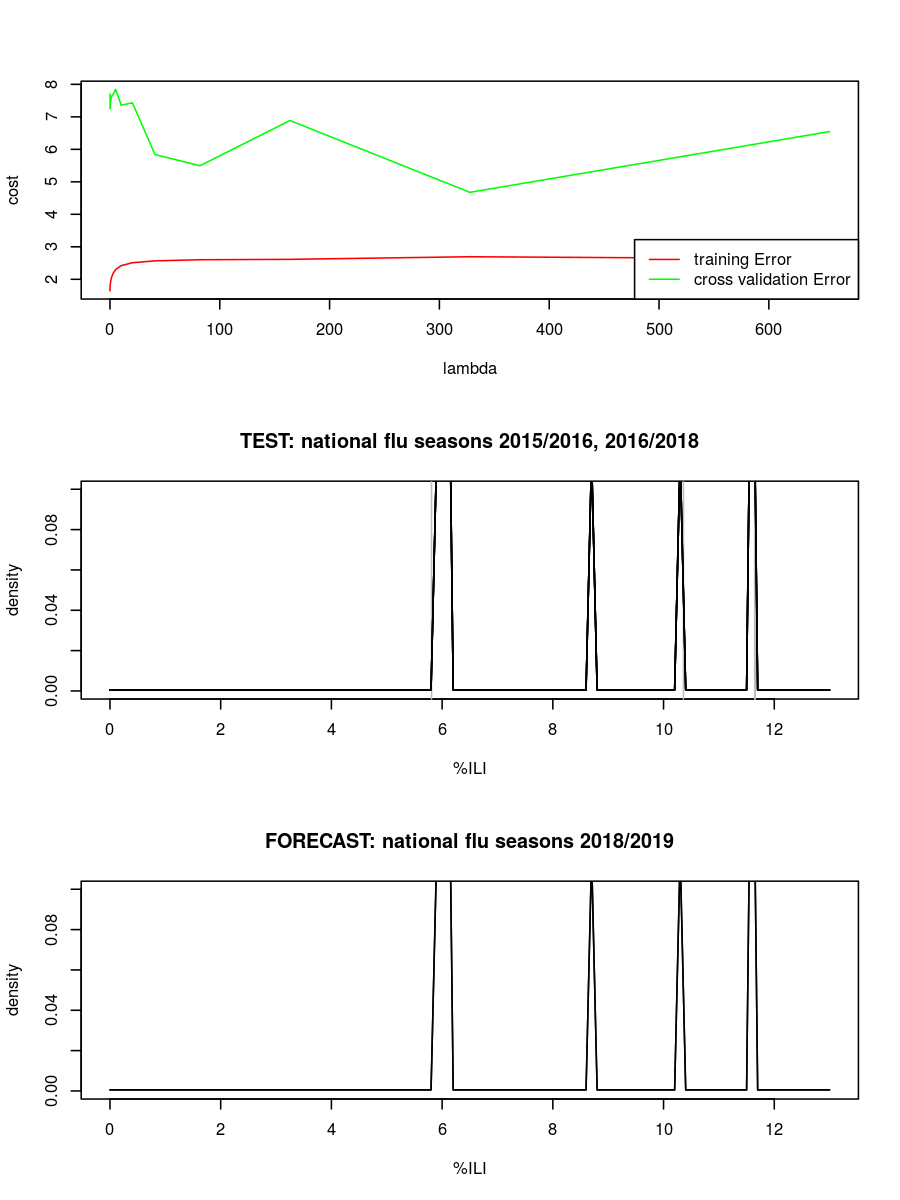 8
7
6
5
4
3
2
cost
training Error
cross validation Error
0 100 200 300 400 500 600
lambda
TEST: national flu seasons 2015/2016, 2016/2018
0.08
0.04
0.00
density
0 2 4 6 8 10 12
%ILI
FORECAST: national flu seasons 2018/2019
0.08
0.04
0.00
density
0 2 4 6 8 10 12
%ILI